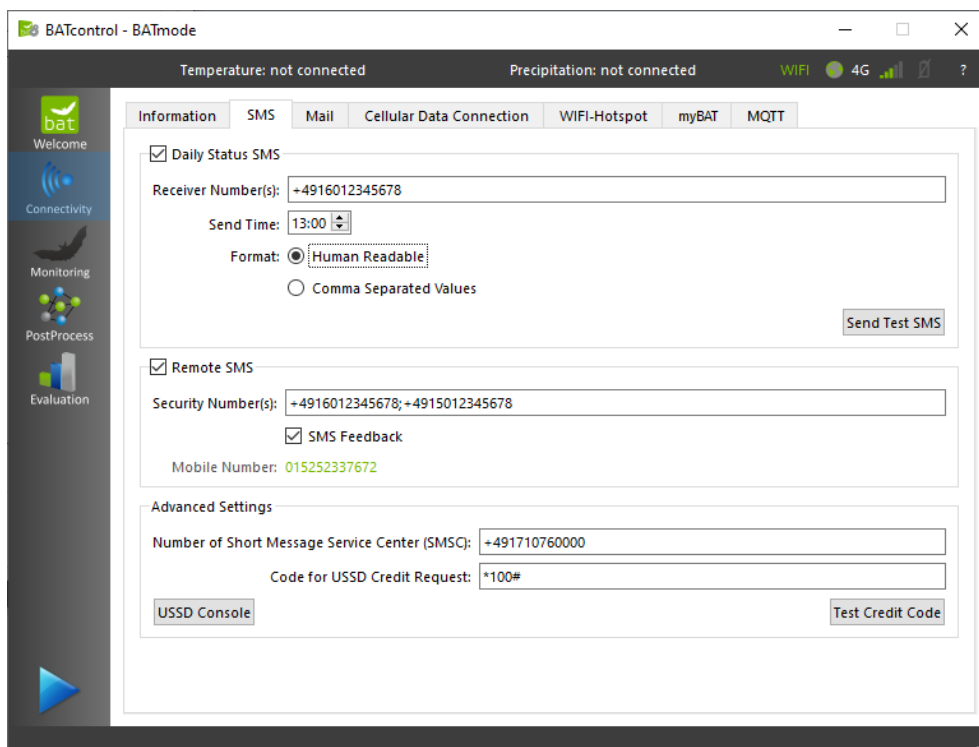 BATcontrol - BATmode
Temperature: not connected Precipitation: not connected WIFI 4G ?
bat
Welcome
Connectivity
Monitoring
PostProcess
Evaluation
Information SMS Mail Cellular Data Connection WIFI-Hotspot myBAT MQTT
Daily Status SMS
Receiver Number(s): +4916012345678
Send Time: 13:00
Format: Human Readable
Comma Separated Values
Send Test SMS
Remote SMS
Security Number(s): +4916012345678;+4915012345678
SMS Feedback
Mobile Number: 015252337672
Advanced Settings
Number of Short Message Service Center (SMSC): +491710760000
Code for USSD Credit Request: *100#
USSD Console Test Credit Code